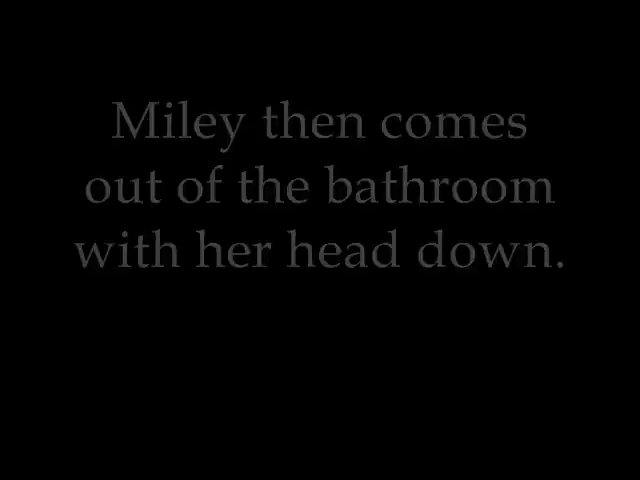 Miley then comes
out of the bathroom
with her head down.